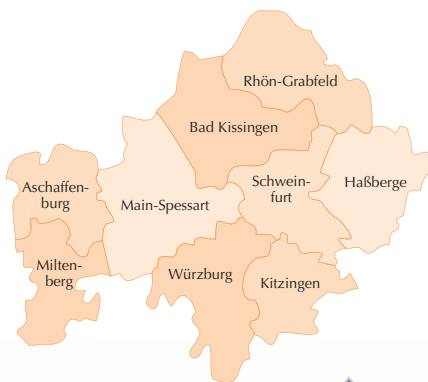 Rhön-Grabfeld
Bad Kissingen
Aschaffen-
burg
Main-Spessart
Schwein-
furt
Haßberge
Milten-
berg
Würzburg
Kitzingen